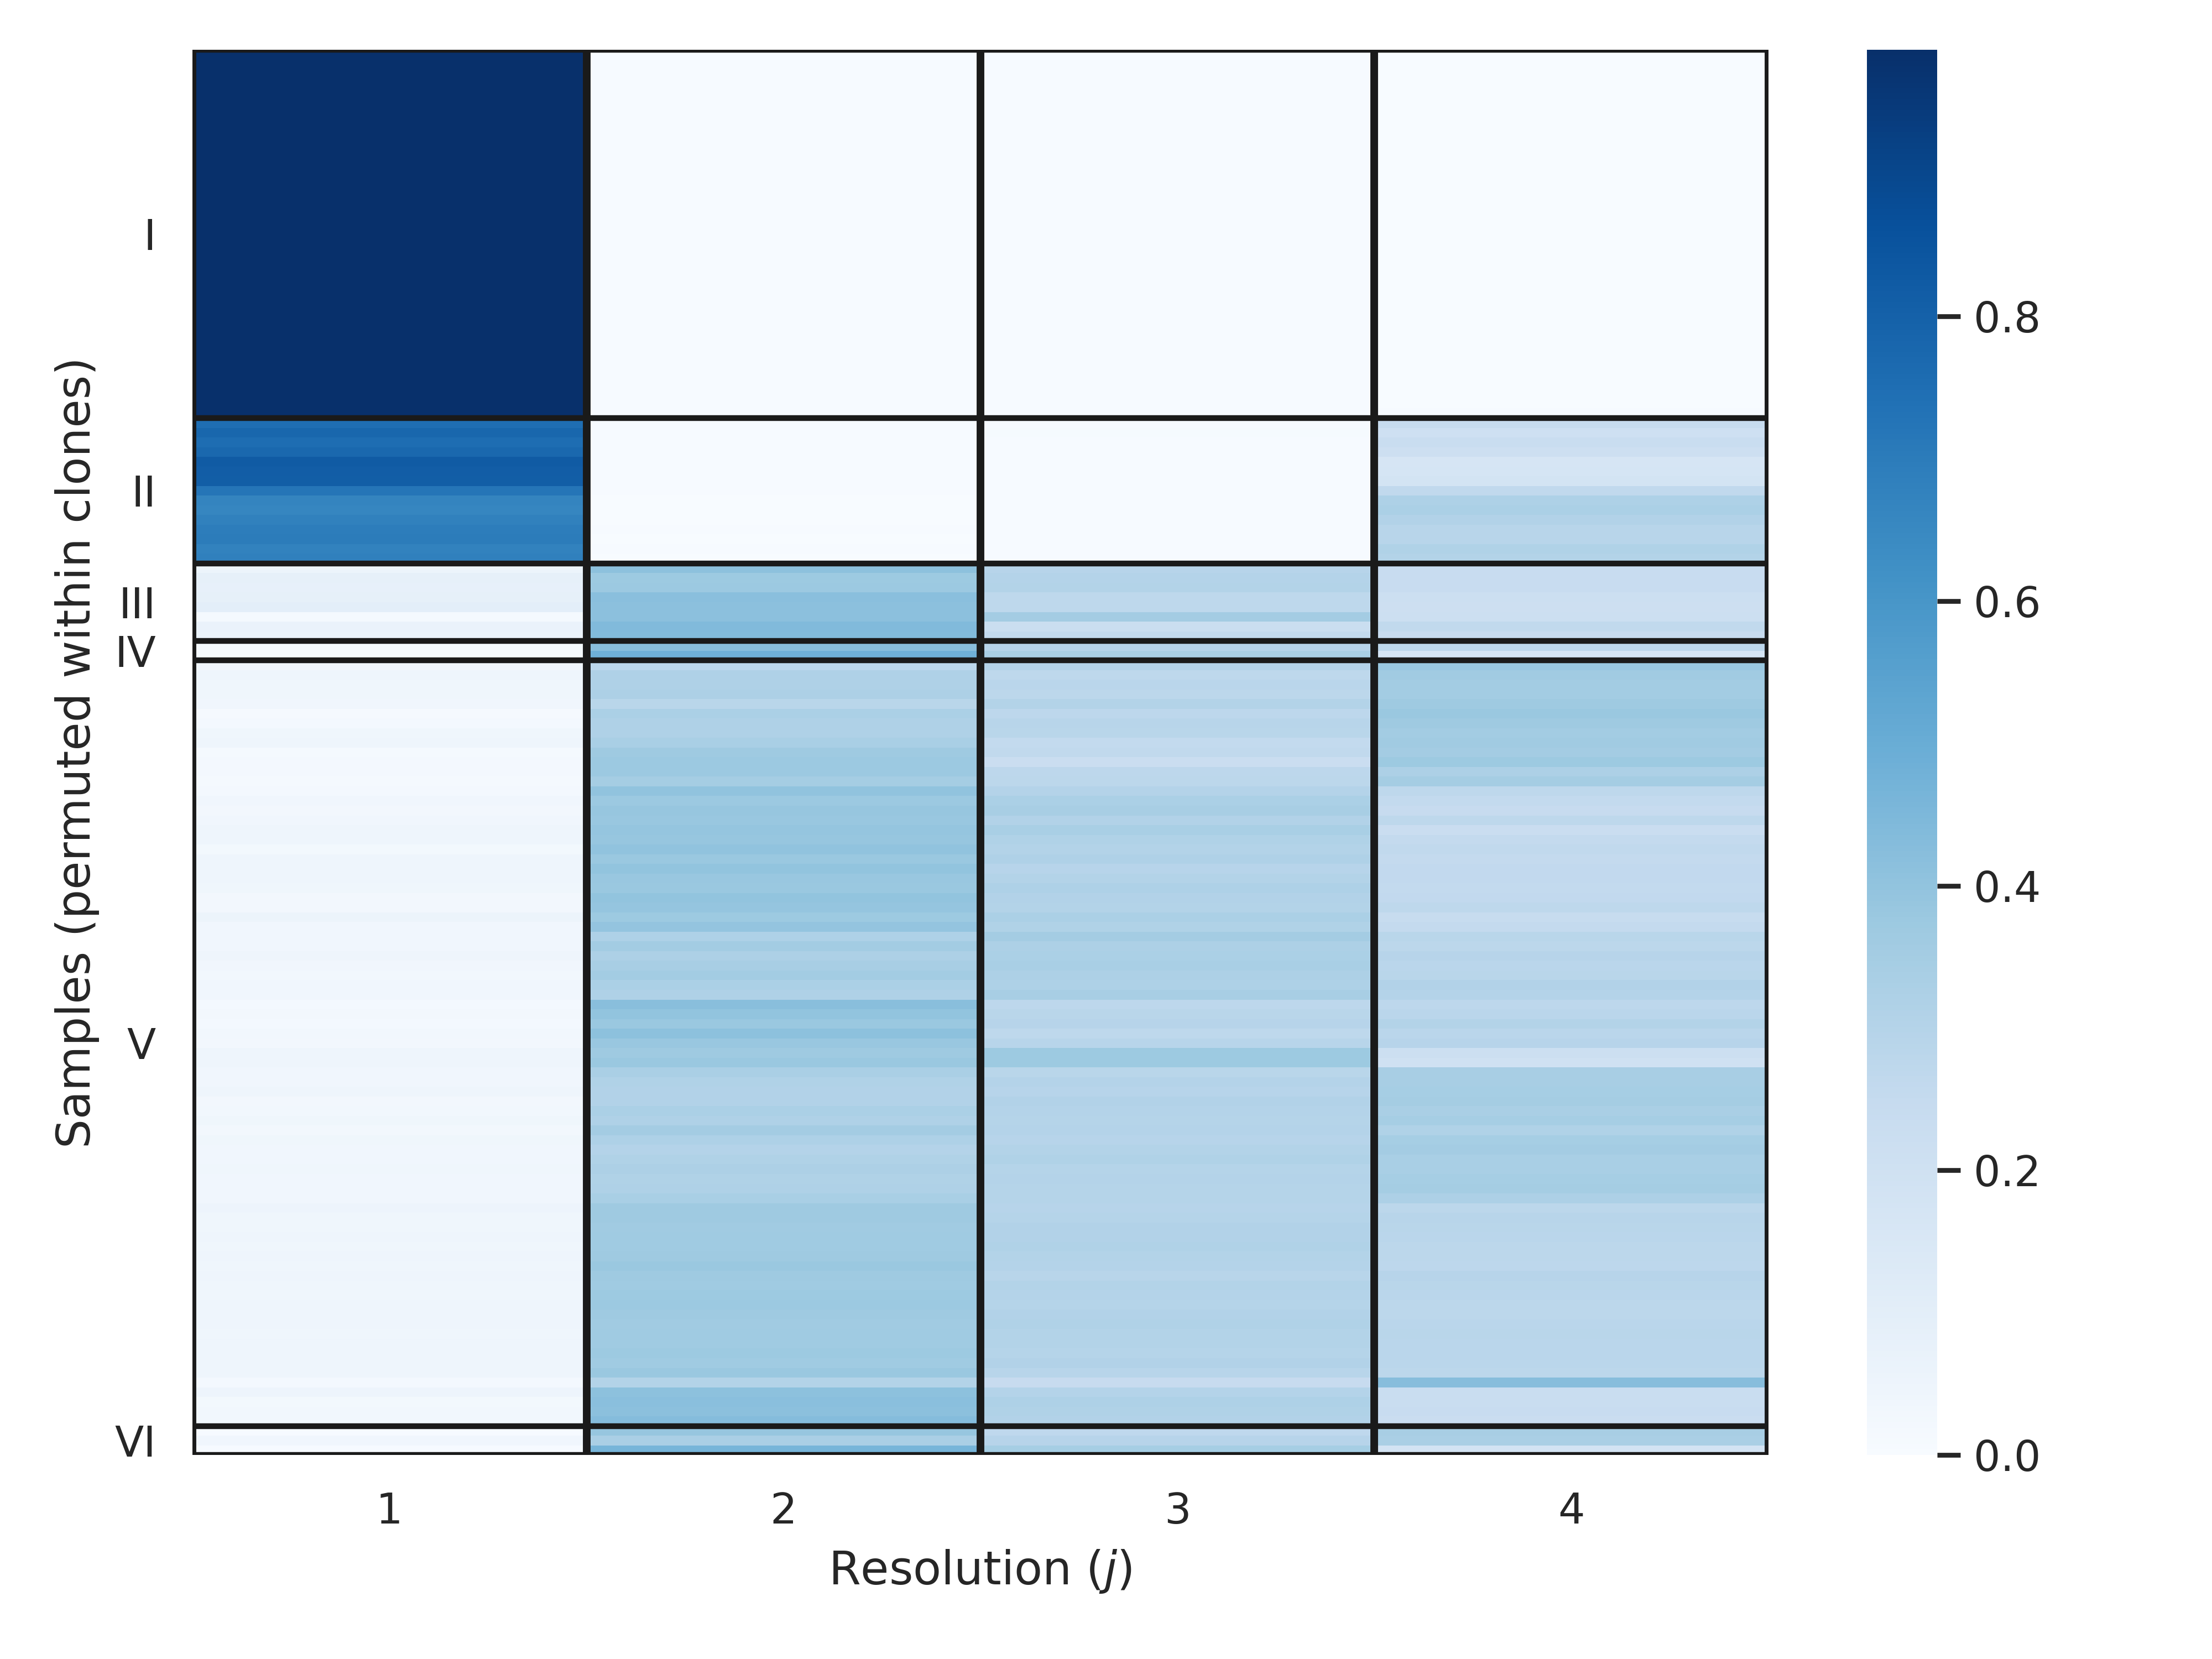 Samples (permuted within clones)
I
II
III
IV
V
VI
1 2 3 4
Resolution (j)
0.8
0.6
0.4
0.2
0.0